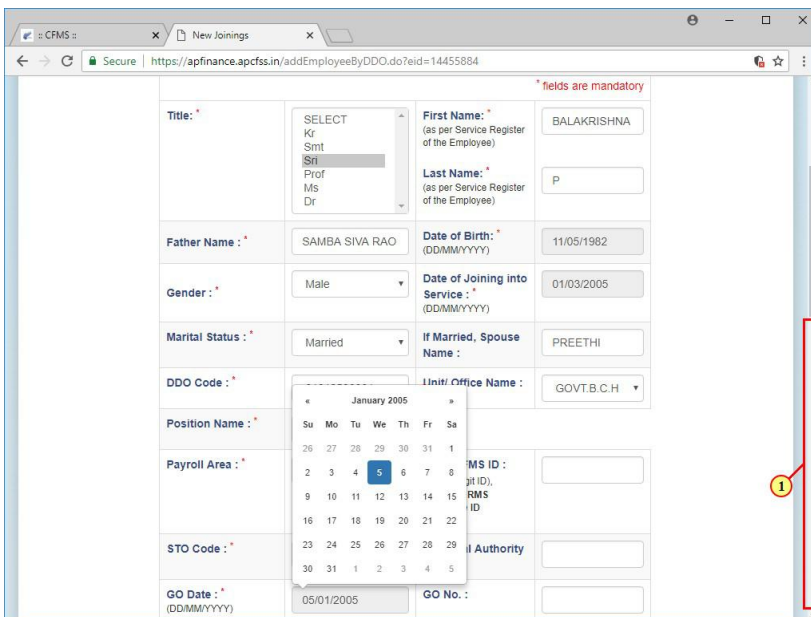 :: CFMS ::
New Joinings
Secure | https://apfinance.apcfss.in/addEmployeeByDDO.do?eid=14455884
* fields are mandatory
Title: *
SELECT
Kr
Smt
Sri
Prof
Ms
Dr
First Name: *
(as per Service Register
of the Employee)
BALAKRISHNA
Last Name: *
(as per Service Register
of the Employee)
P
Father Name : *
SAMBA SIVA RAO
Date of Birth: *
(DD/MM/YYYY)
11/05/1982
Gender : *
Male
Date of Joining into
Service : *
(DD/MM/YYYY)
01/03/2005
Marital Status : *
Married
If Married, Spouse
Name :
PREETHI
DDO Code : *
Unit/ Office Name :
GOVT.B.C.H
Position Name : *
« January 2005 »
Su Mo Tu We Th Fr Sa
26 27 28 29 30 31 1
2 3 4 5 6 7 8
9 10 11 12 13 14 15
16 17 18 19 20 21 22
23 24 25 26 27 28 29
30 31 1 2 3 4 5
Payroll Area : *
FMS ID :
git ID),
RMS
ID
1
STO Code : *
l Authority
GO Date : *
(DD/MM/YYYY)
05/01/2005
GO No. :